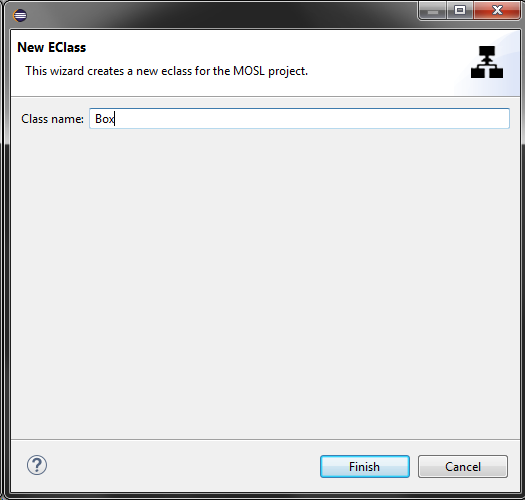 New EClass
This wizard creates a new eclass for the MOSL project.
Class name: Box
?
Finish Cancel